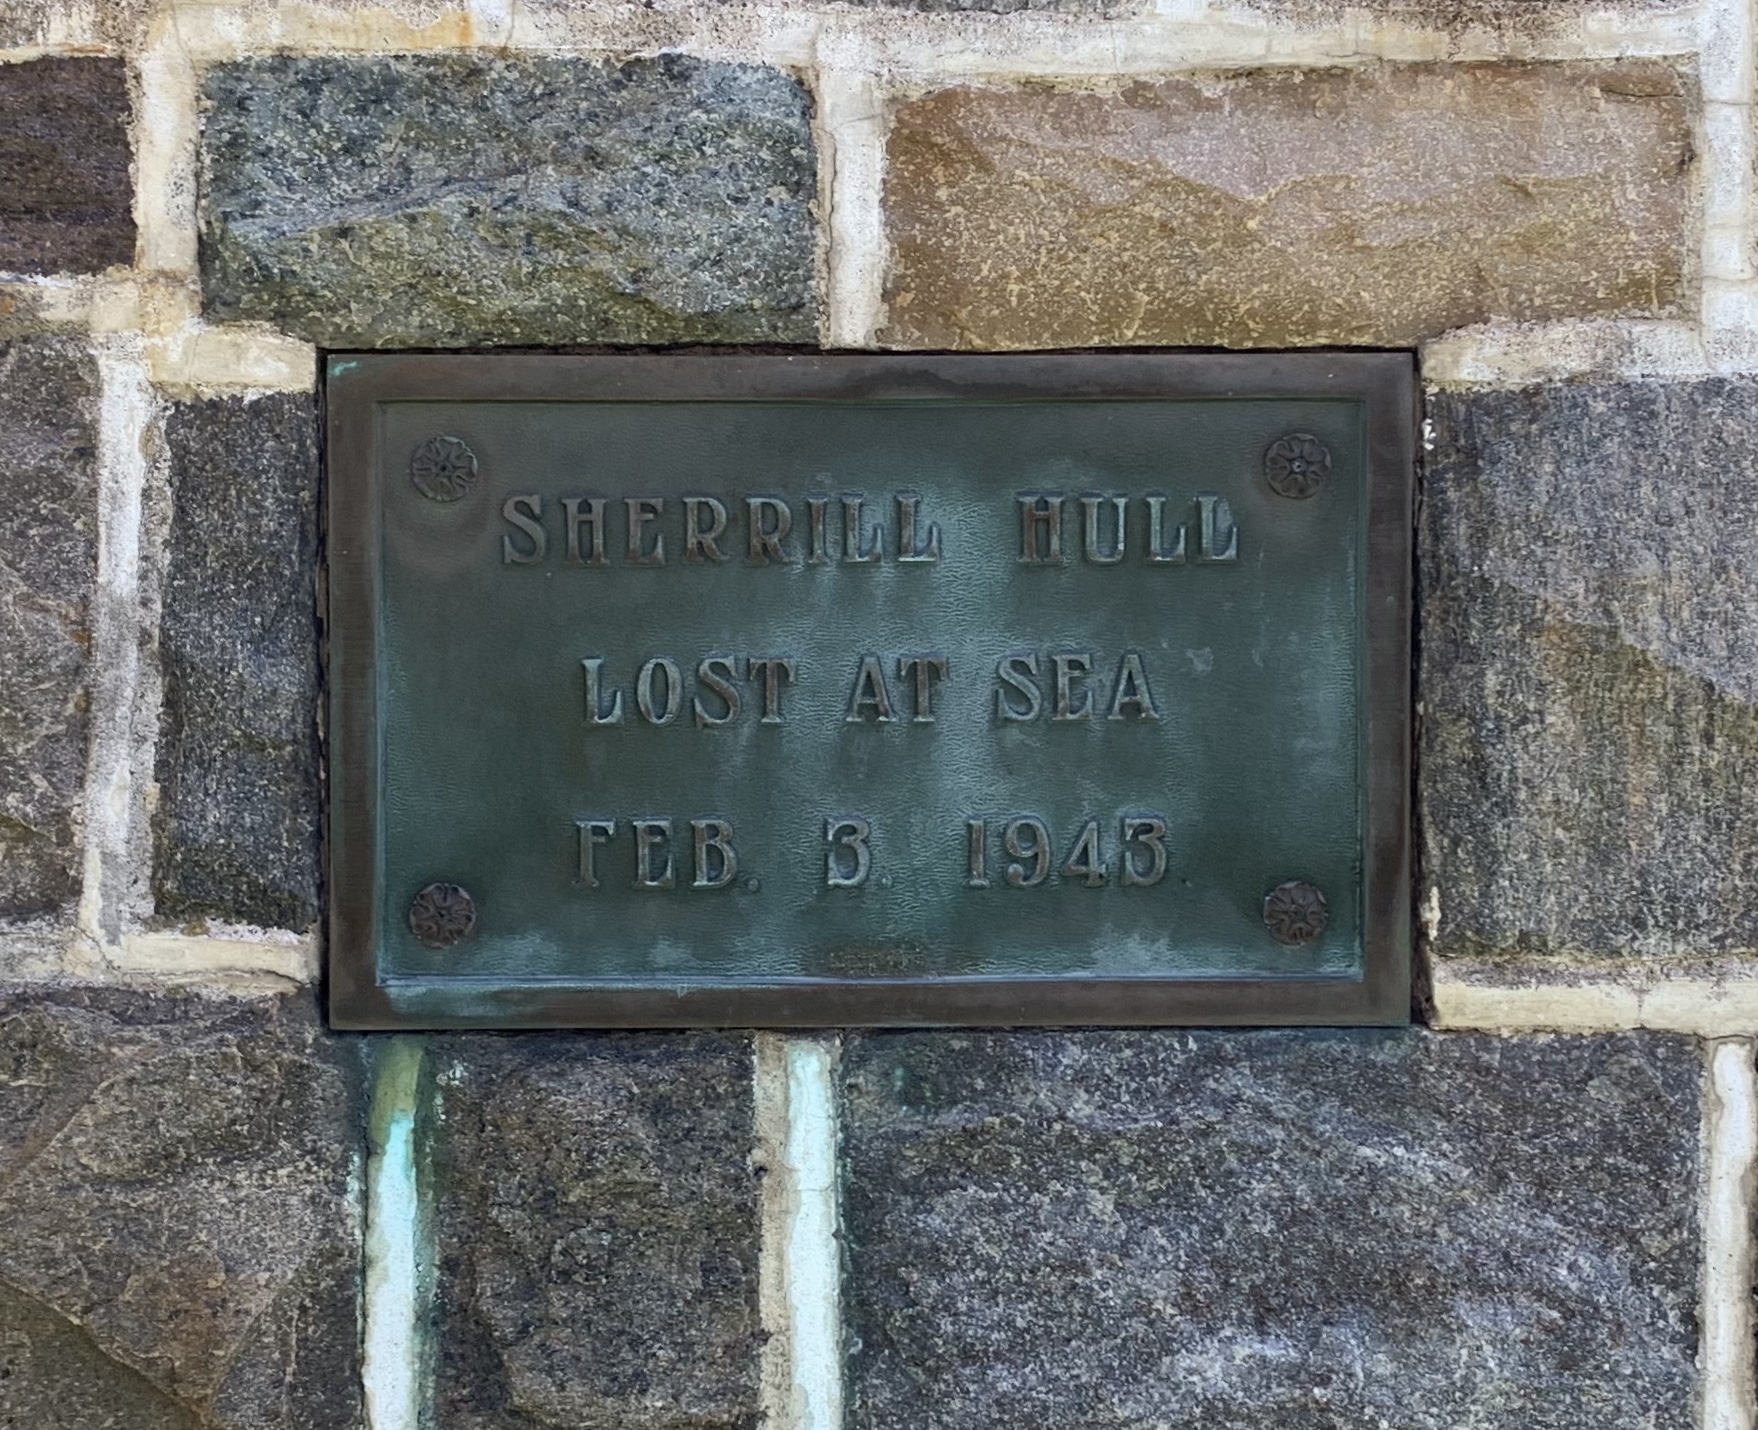 SHERRILL HULL
LOST AT SEA
FEB. 3. 1943